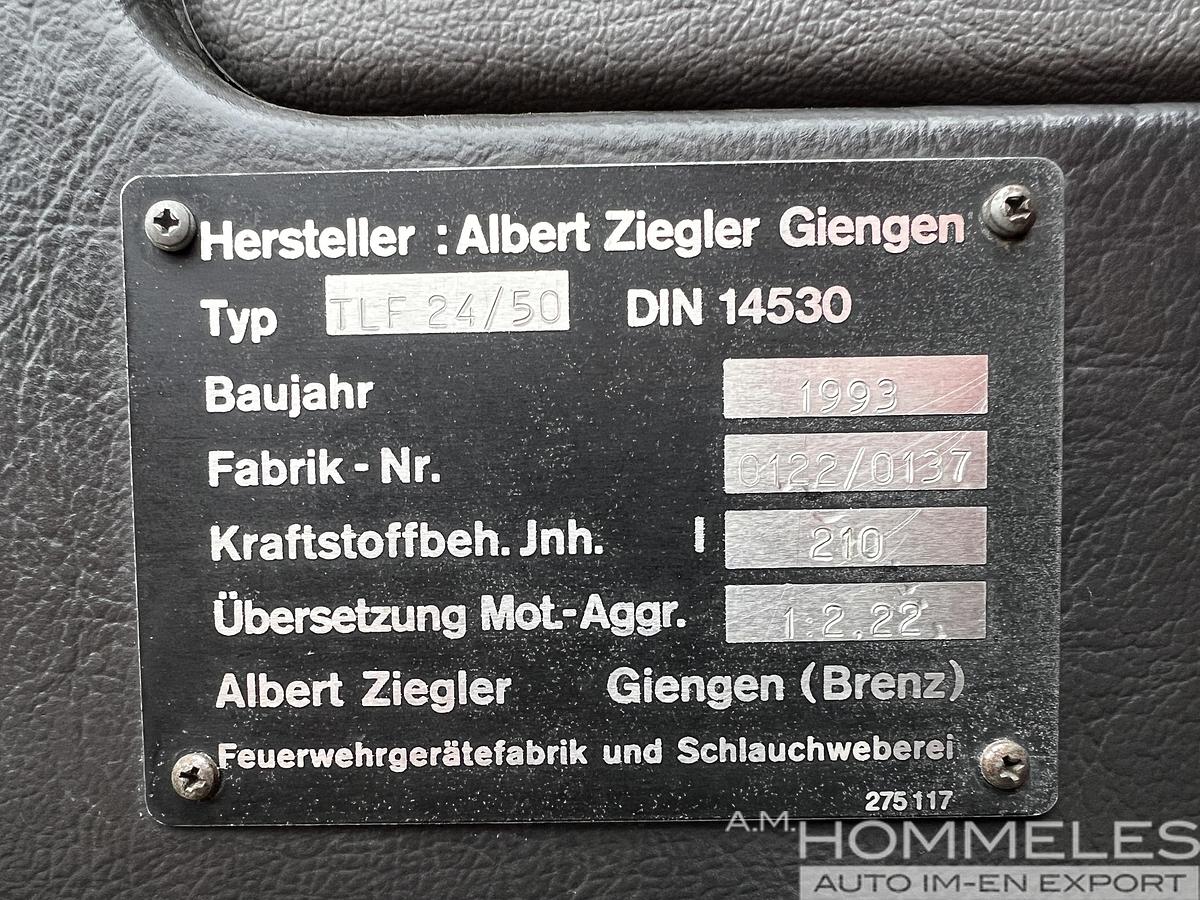 Hersteller : Albert Ziegler Giengen
Typ TLF 24/50 DIN 14530
Baujahr 1993
Fabrik - Nr. 0122/0137
Kraftstoffbeh. Jnh. l 210
Übersetzung Mot.-Aggr. 1:2,22
Albert Ziegler Giengen (Brenz)
Feuerwehrgerätefabrik und Schlauchweberei
275117
A.M. HOMMELES
AUTO IM-EN EXPORT